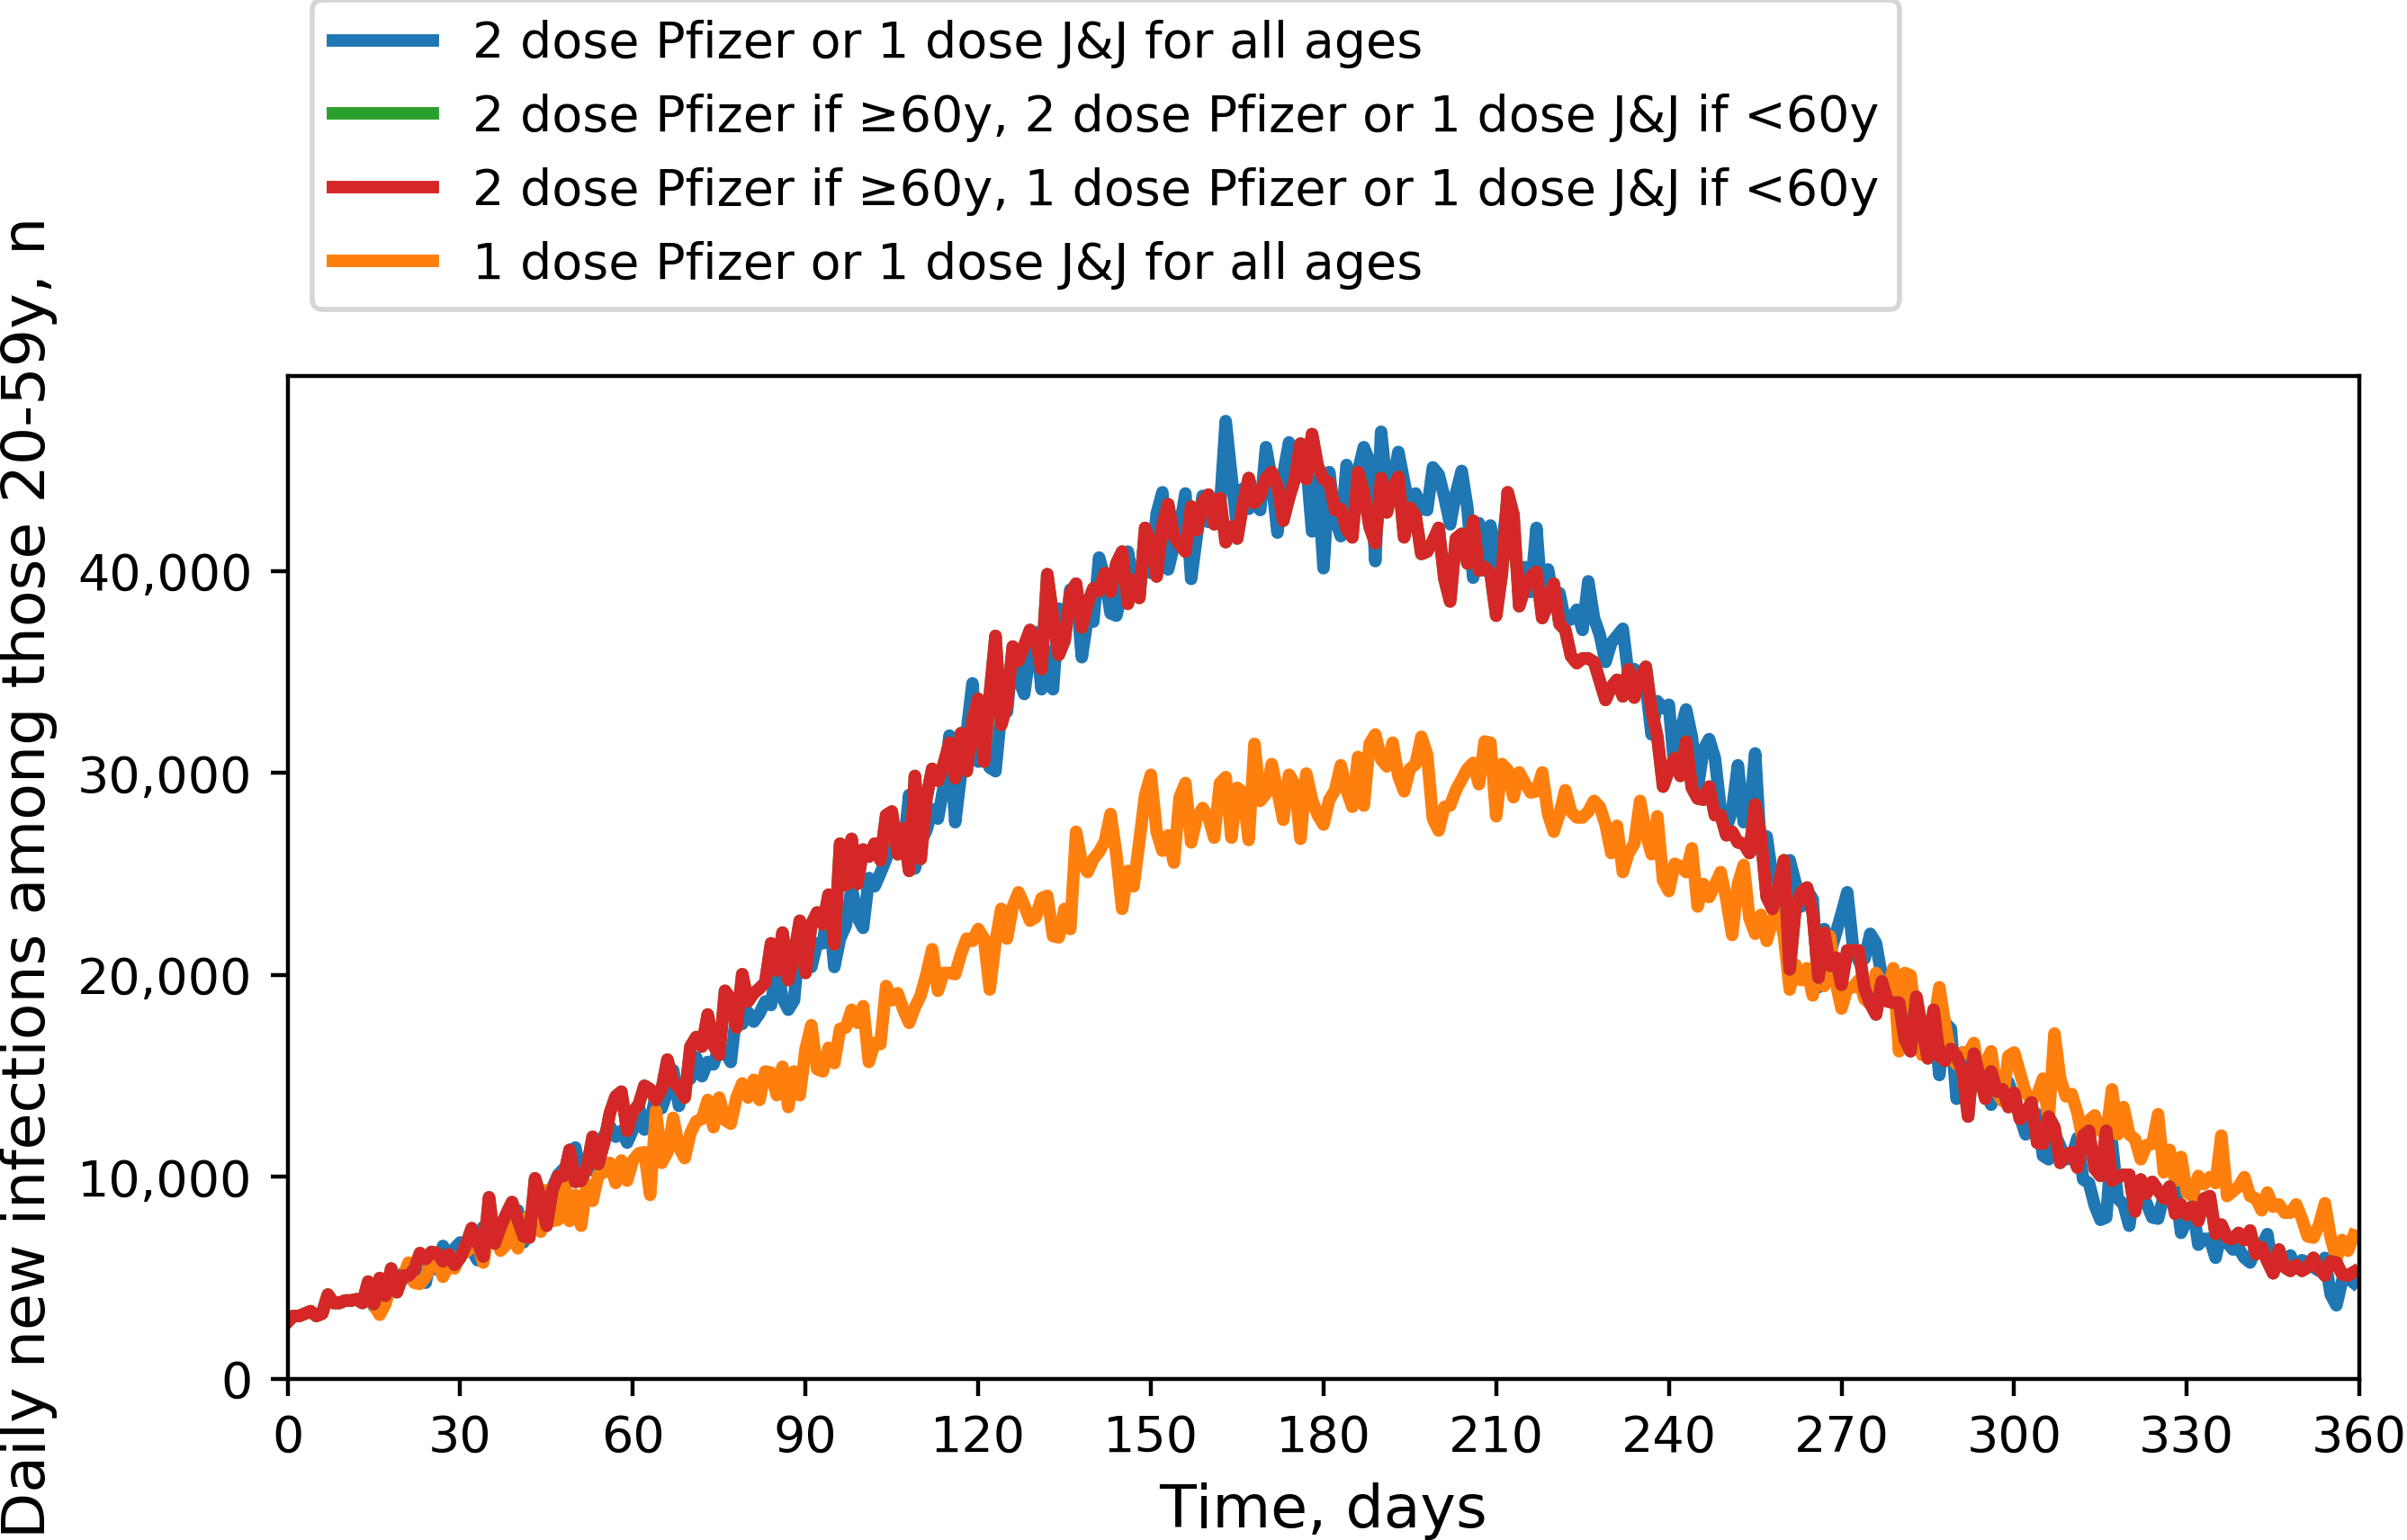 2 dose Pfizer or 1 dose J&J for all ages
2 dose Pfizer if ≥60y, 2 dose Pfizer or 1 dose J&J if <60y
2 dose Pfizer if ≥60y, 1 dose Pfizer or 1 dose J&J if <60y
1 dose Pfizer or 1 dose J&J for all ages
Daily new infections among those 20-59y, n
40,000
30,000
20,000
10,000
0
0 30 60 90 120 150 180 210 240 270 300 330 360
Time, days